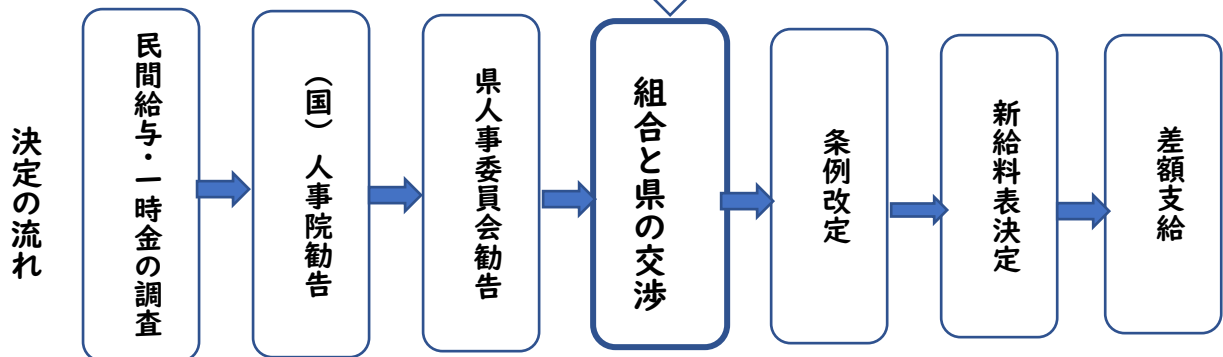 決定の流れ
民間給与・一時金の調査
（国）人事院勧告
県人事委員会勧告
組合と県の交渉
条例改定
新給料表決定
差額支給